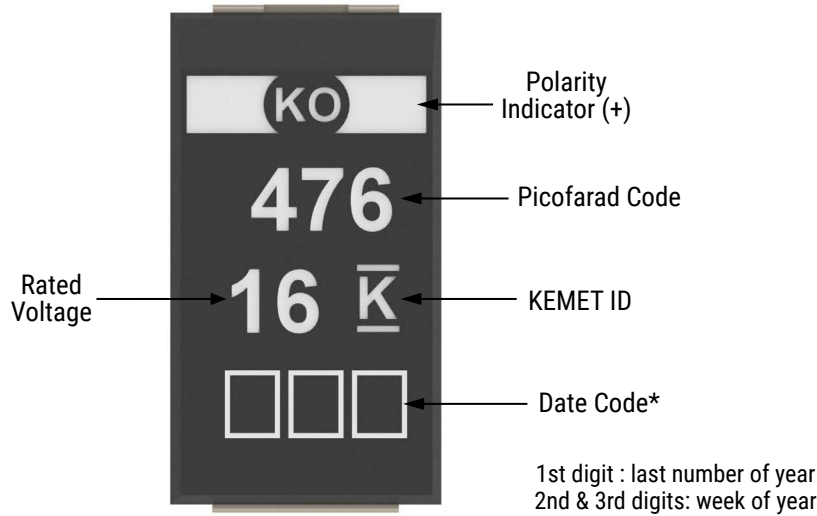 KO
Polarity
Indicator (+)
476
Picofarad Code
Rated
Voltage
16 K
KEMET ID
Date Code*
1st digit : last number of year
2nd & 3rd digits: week of year